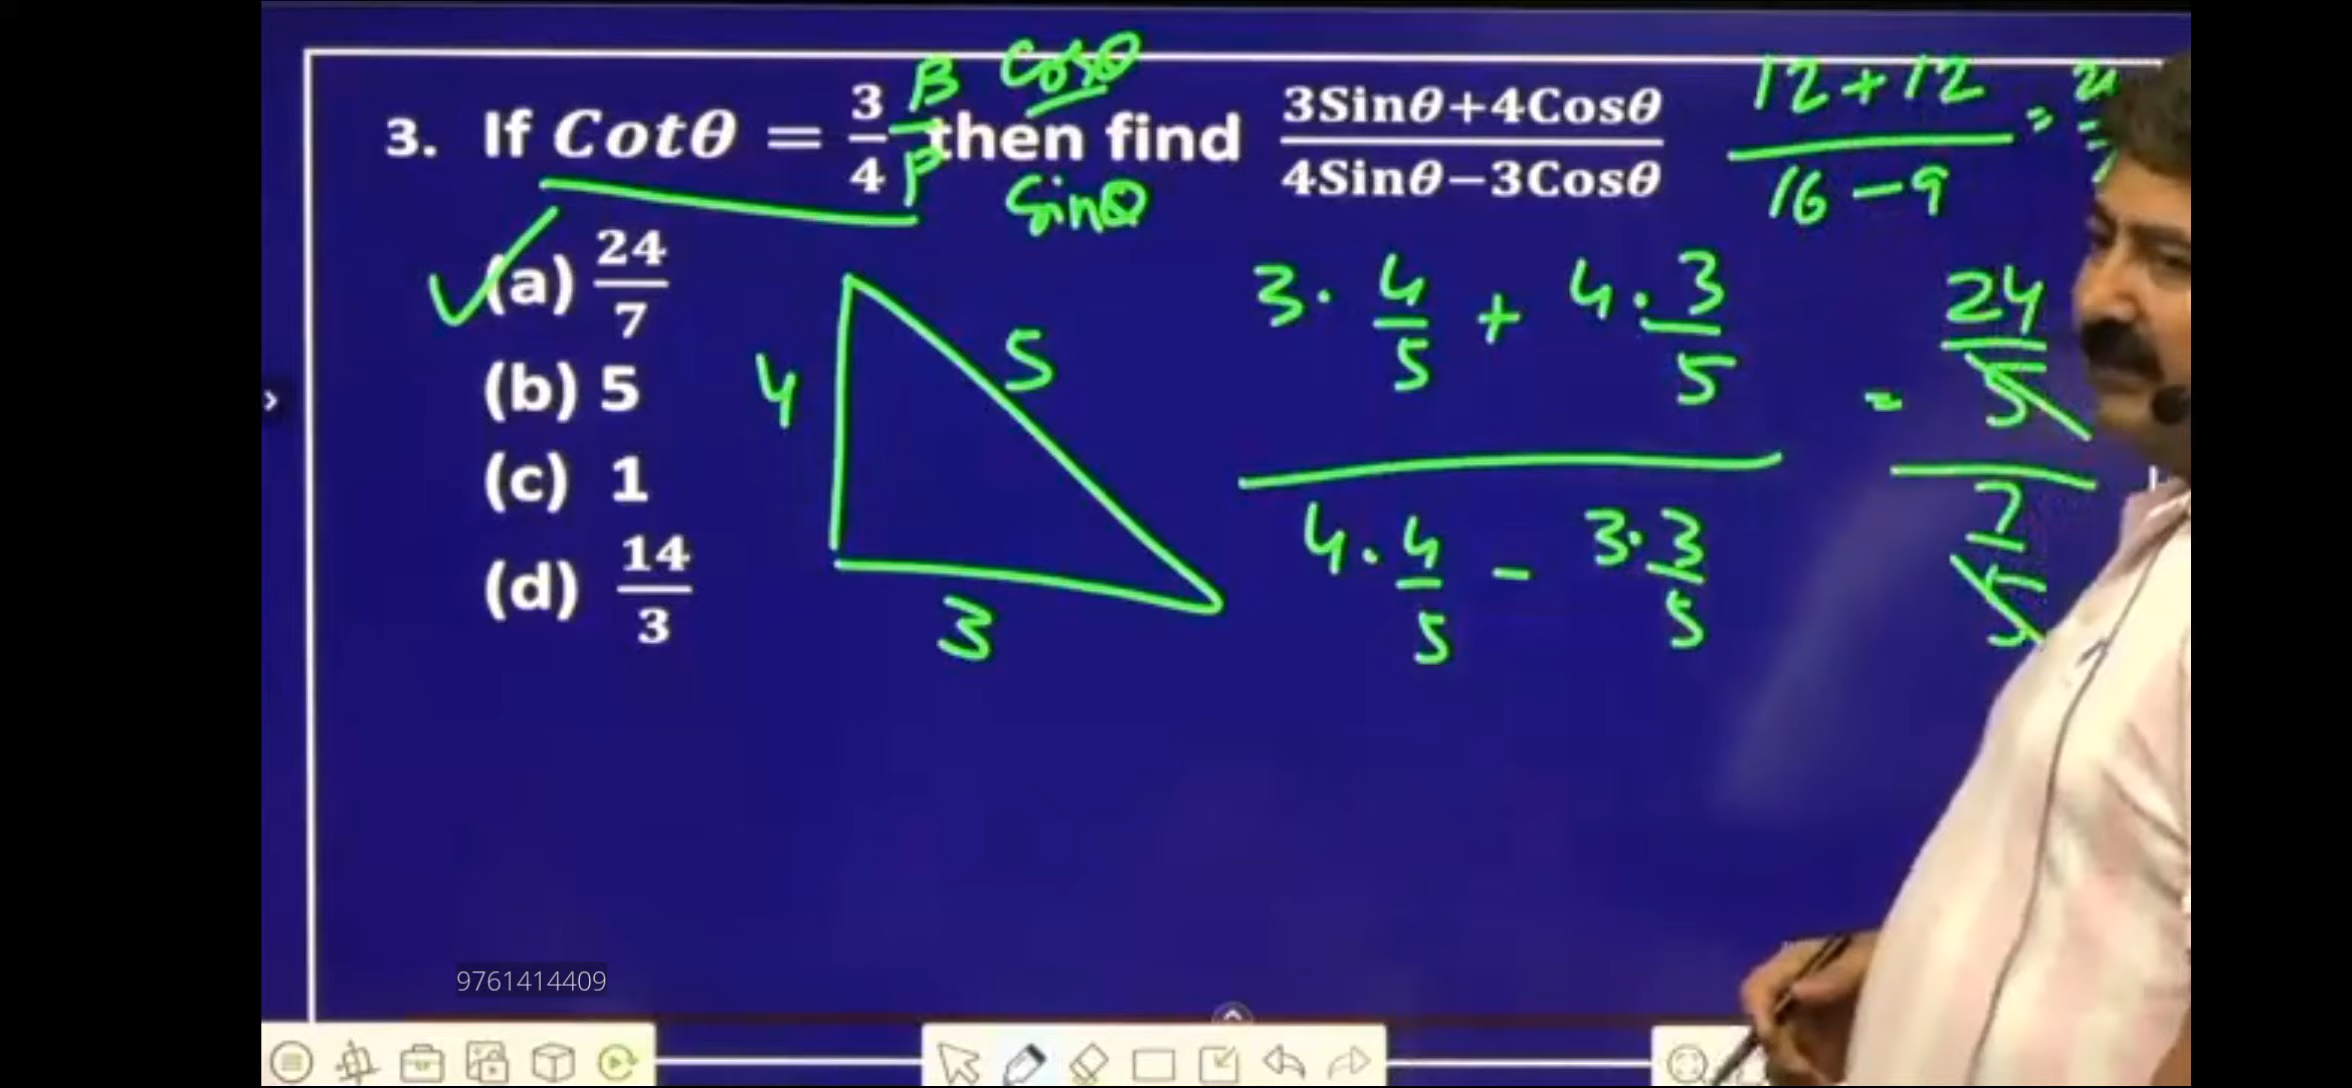 3. If Cotθ = 3/4 then find (3Sinθ+4Cosθ)/(4Sinθ−3Cosθ)
B/P
Cosθ
Sinθ
(12+12)/(16−9) =
(a) 24/7
(b) 5
(c) 1
(d) 14/3
4
5
3
(3·4/5 + 4·3/5)/(4·4/5 − 3·3/5) = (24/5)/(7/5)
9761414409